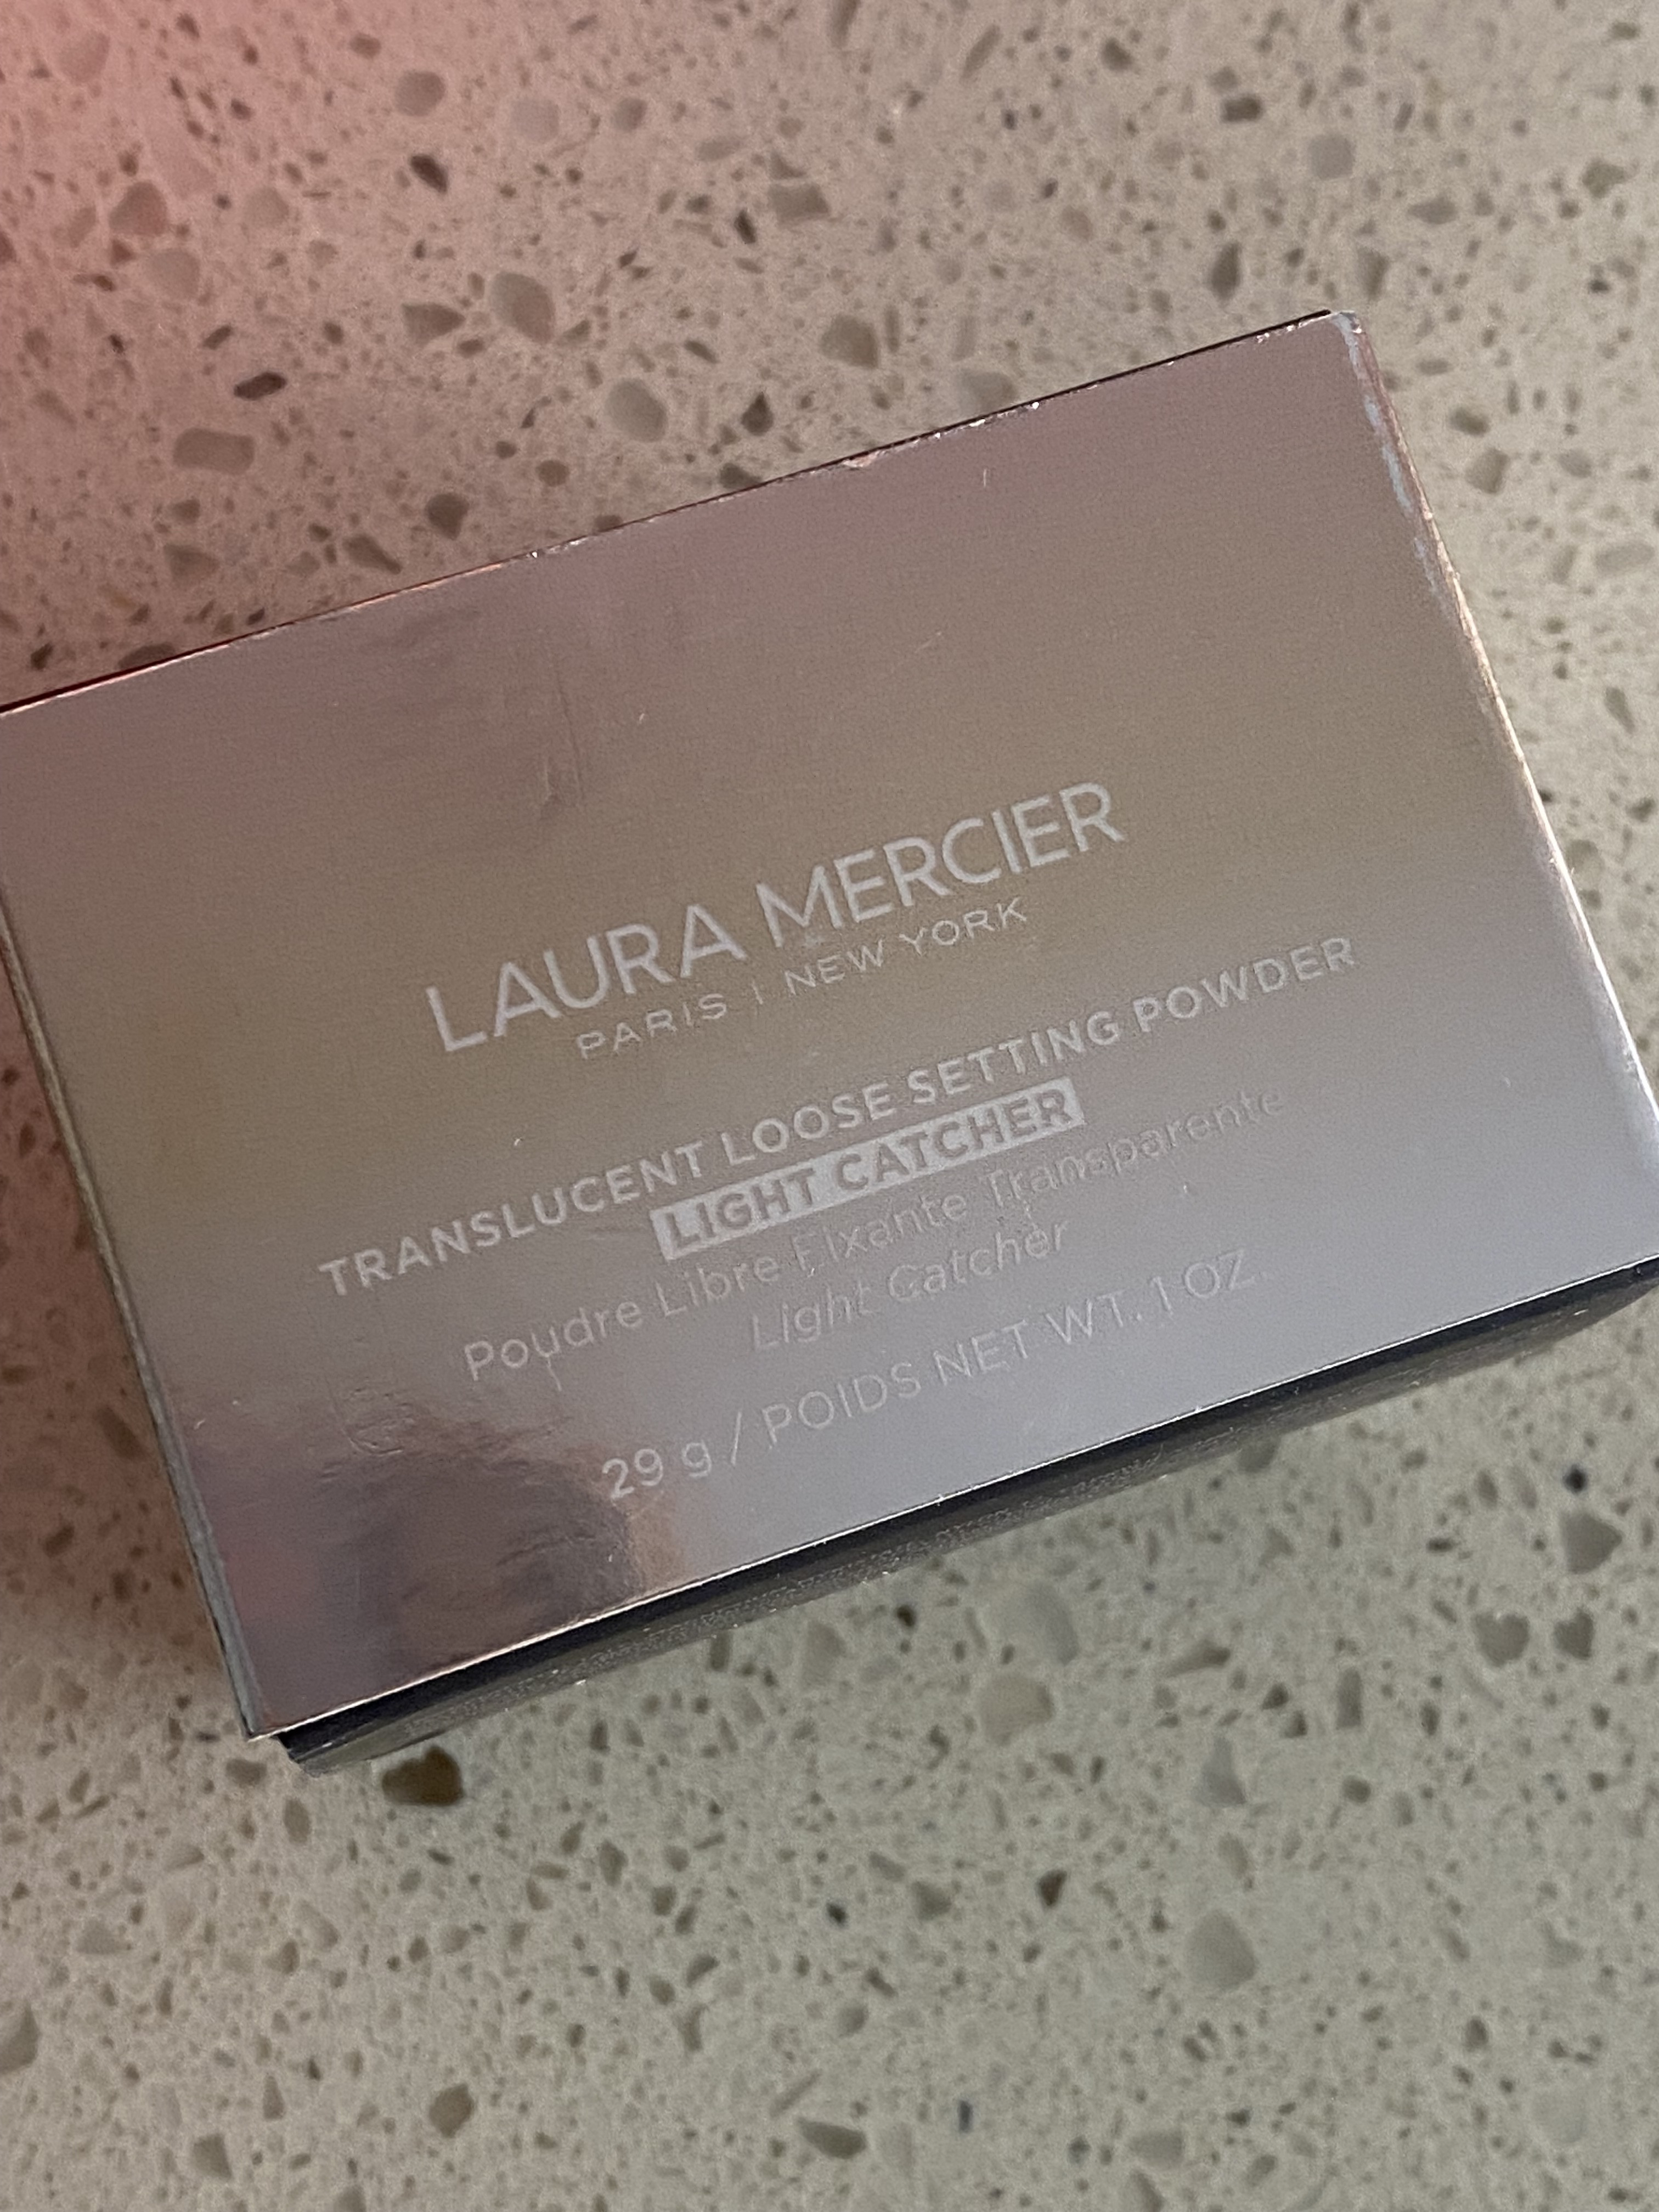 LAURA MERCIER
PARIS | NEW YORK
TRANSLUCENT LOOSE SETTING POWDER
LIGHT CATCHER
Poudre Libre Fixante Transparente
Light Catcher
29 g / POIDS NET WT. 1 OZ.